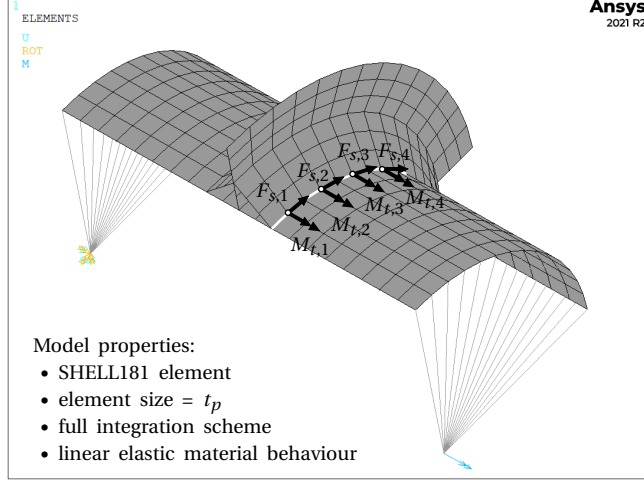 1
ELEMENTS
U
ROT
M
Ansys
2021 R2
F_{s,1}
F_{s,2}
F_{s,3}
F_{s,4}
M_{t,1}
M_{t,2}
M_{t,3}
M_{t,4}
Model properties:
• SHELL181 element
• element size = t_p
• full integration scheme
• linear elastic material behaviour